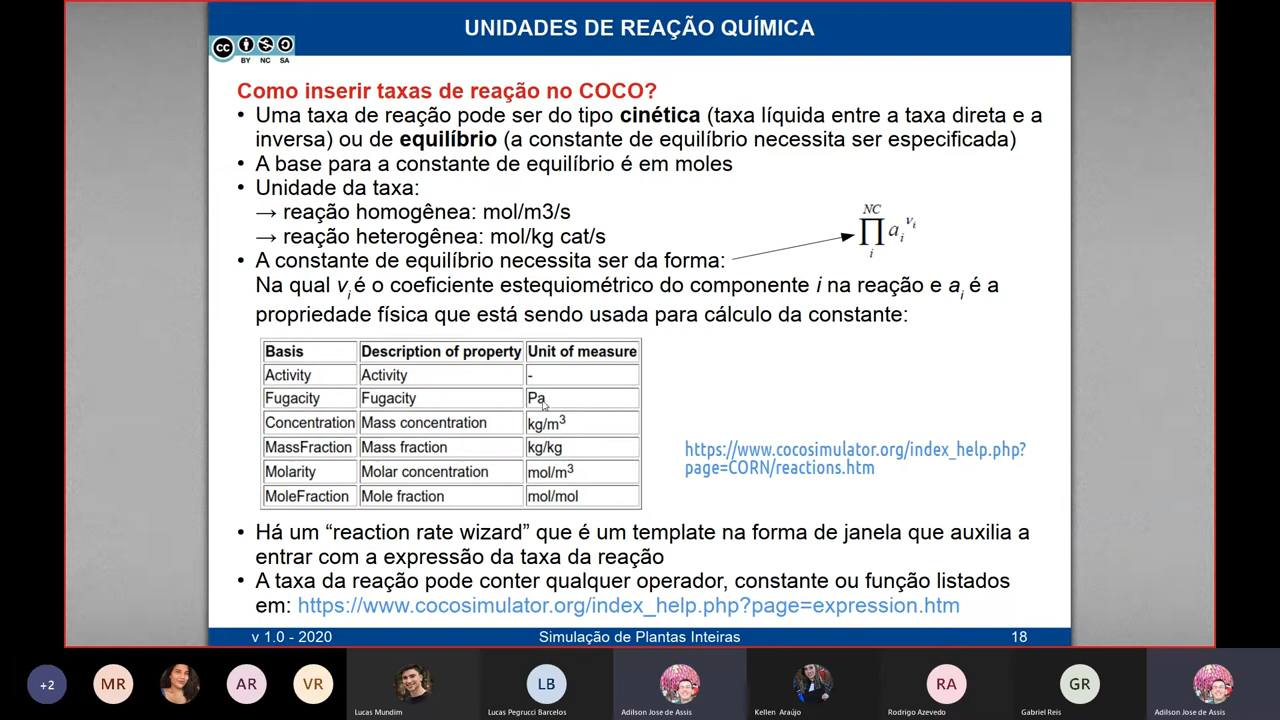 UNIDADES DE REAÇÃO QUÍMICA
cc
BY NC SA
Como inserir taxas de reação no COCO?
• Uma taxa de reação pode ser do tipo cinética (taxa líquida entre a taxa direta e a
inversa) ou de equilíbrio (a constante de equilíbrio necessita ser especificada)
• A base para a constante de equilíbrio é em moles
• Unidade da taxa:
→ reação homogênea: mol/m3/s
→ reação heterogênea: mol/kg cat/s
• A constante de equilíbrio necessita ser da forma:
NC
∏ a_i^ν_i
i
Na qual v_i é o coeficiente estequiométrico do componente i na reação e a_i é a
propriedade física que está sendo usada para cálculo da constante:
Basis Description of property Unit of measure
Activity Activity -
Fugacity Fugacity Pa
Concentration Mass concentration kg/m³
MassFraction Mass fraction kg/kg
Molarity Molar concentration mol/m³
MoleFraction Mole fraction mol/mol
https://www.cocosimulator.org/index_help.php?
page=CORN/reactions.htm
• Há um “reaction rate wizard” que é um template na forma de janela que auxilia a
entrar com a expressão da taxa da reação
• A taxa da reação pode conter qualquer operador, constante ou função listados
em: https://www.cocosimulator.org/index_help.php?page=expression.htm
v 1.0 - 2020 Simulação de Plantas Inteiras 18
+2 MR AR VR LB RA GR
Lucas Mundim Lucas Pegrucci Barcelos Adilson Jose de Assis Kellen Araújo Rodrigo Azevedo Gabriel Reis Adilson Jose de Assis